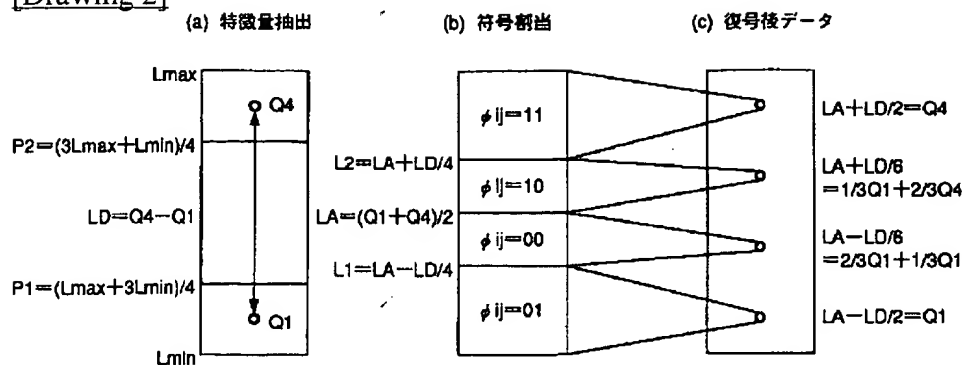 [Drawing 2]
(a) 特徴量抽出
Lmax
Q4
P2=(3Lmax+Lmin)/4
LD=Q4−Q1
P1=(Lmax+3Lmin)/4
Q1
Lmin
(b) 符号割当
φij=11
L2=LA+LD/4
φij=10
LA=(Q1+Q4)/2
φij=00
L1=LA−LD/4
φij=01
(c) 復号後データ
LA+LD/2=Q4
LA+LD/6
=1/3Q1+2/3Q4
LA−LD/6
=2/3Q1+1/3Q1
LA−LD/2=Q1